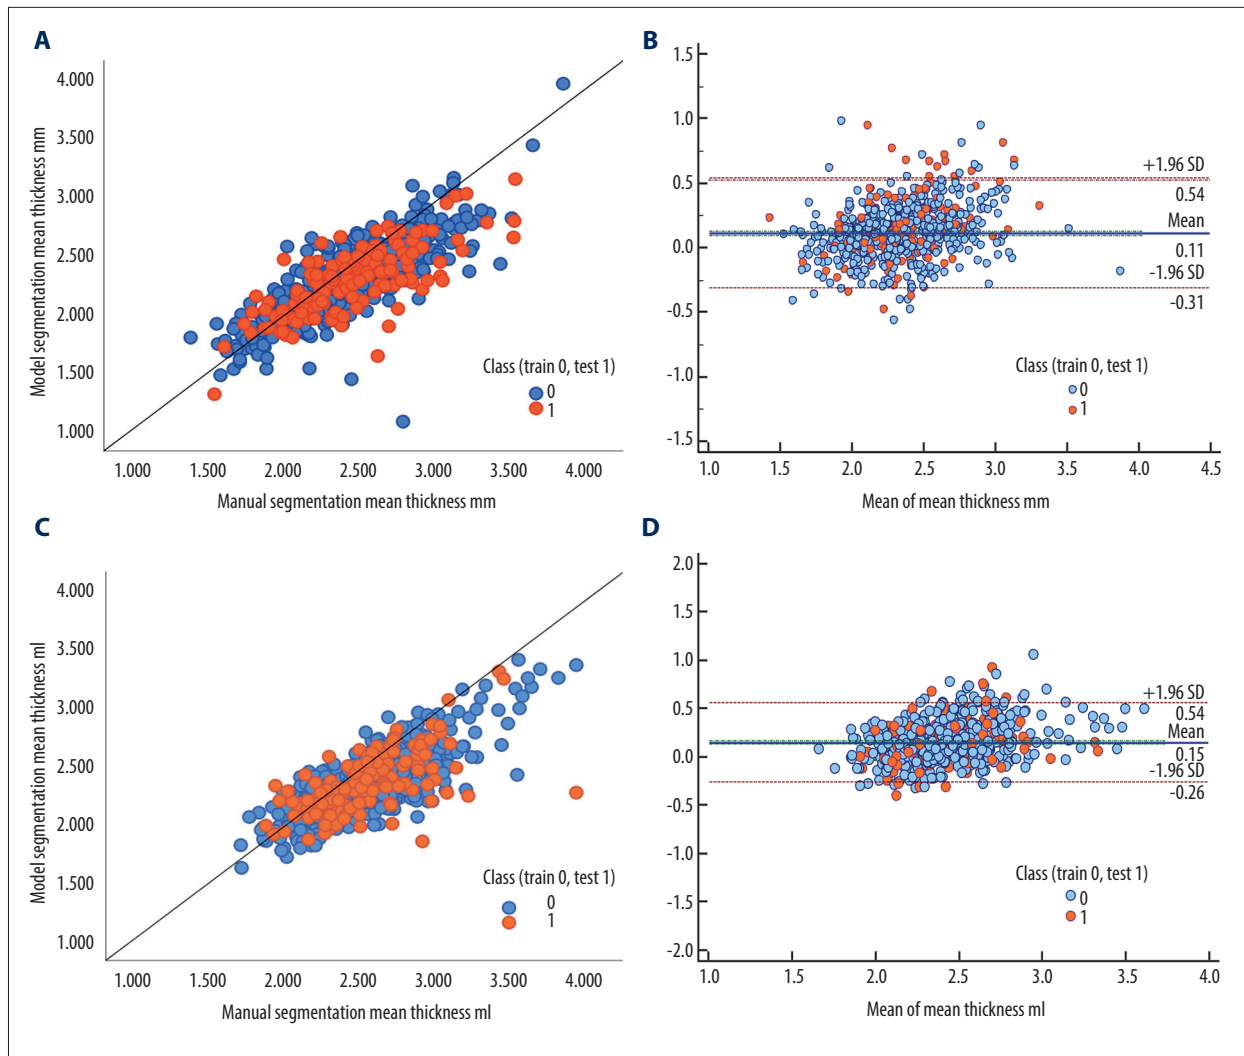 A
Model segmentation mean thickness mm
4.000
3.500
3.000
2.500
2.000
1.500
1.000
Class (train 0, test 1)
0
1
1.000 1.500 2.000 2.500 3.000 3.500 4.000
Manual segmentation mean thickness mm
B
1.5
1.0
0.5
0.0
-0.5
-1.0
-1.5
+1.96 SD
0.54
Mean
0.11
-1.96 SD
-0.31
Class (train 0, test 1)
0
1
1.0 1.5 2.0 2.5 3.0 3.5 4.0 4.5
Mean of mean thickness mm
C
Model segmentation mean thickness ml
4.000
3.500
3.000
2.500
2.000
1.500
1.000
Class (train 0, test 1)
0
1
1.000 1.500 2.000 2.500 3.000 3.500 4.000
Manual segmentation mean thickness ml
D
2.0
1.5
1.0
0.5
0.0
-0.5
-1.0
-1.5
-2.0
+1.96 SD
0.54
Mean
0.15
-1.96 SD
-0.26
Class (train 0, test 1)
0
1
1.0 1.5 2.0 2.5 3.0 3.5 4.0
Mean of mean thickness ml